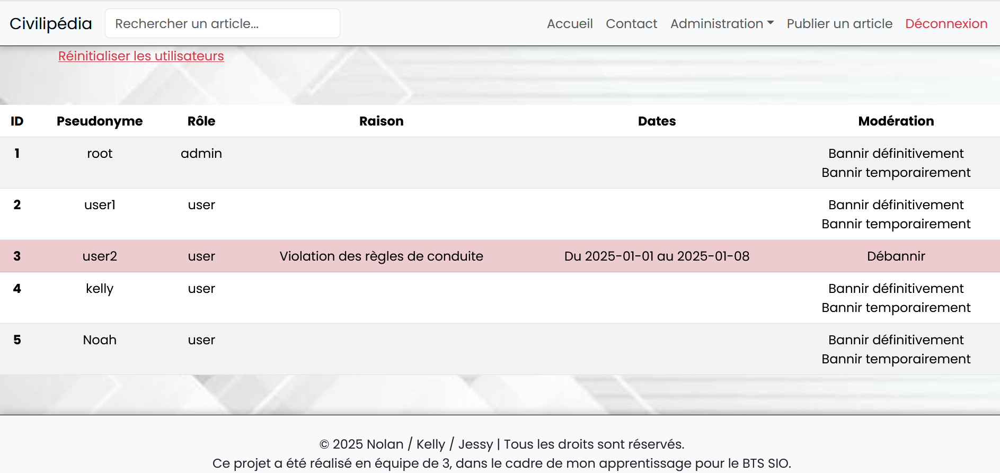 Civilipédia Rechercher un article... Accueil Contact Administration Publier un article Déconnexion
Réinitialiser les utilisateurs
ID Pseudonyme Rôle Raison Dates Modération
1 root admin Bannir définitivement
Bannir temporairement
2 user1 user Bannir définitivement
Bannir temporairement
3 user2 user Violation des règles de conduite Du 2025-01-01 au 2025-01-08 Débannir
4 kelly user Bannir définitivement
Bannir temporairement
5 Noah user Bannir définitivement
Bannir temporairement
© 2025 Nolan / Kelly / Jessy | Tous les droits sont réservés.
Ce projet a été réalisé en équipe de 3, dans le cadre de mon apprentissage pour le BTS SIO.